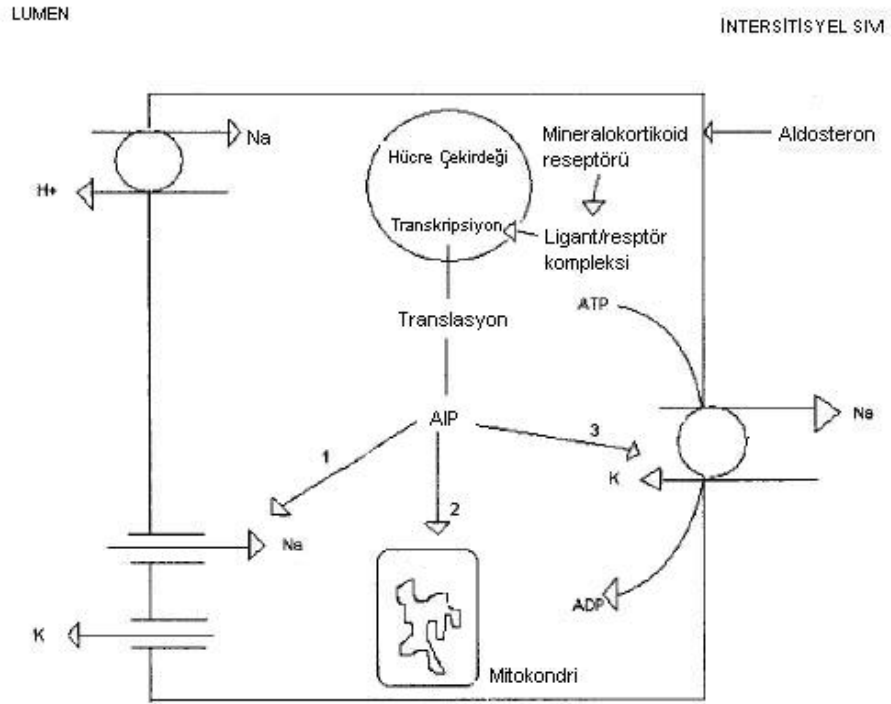 LUMEN
İNTERSİTİSYEL SIVI
Na
H+
Hücre Çekirdeği
Transkripsiyon
Mineralokortikoid
reseptörü
Aldosteron
Ligant/resptör
kompleksi
ATP
Translasyon
AIP
1
2
3
Na
K
Na
K
ADP
Mitokondri